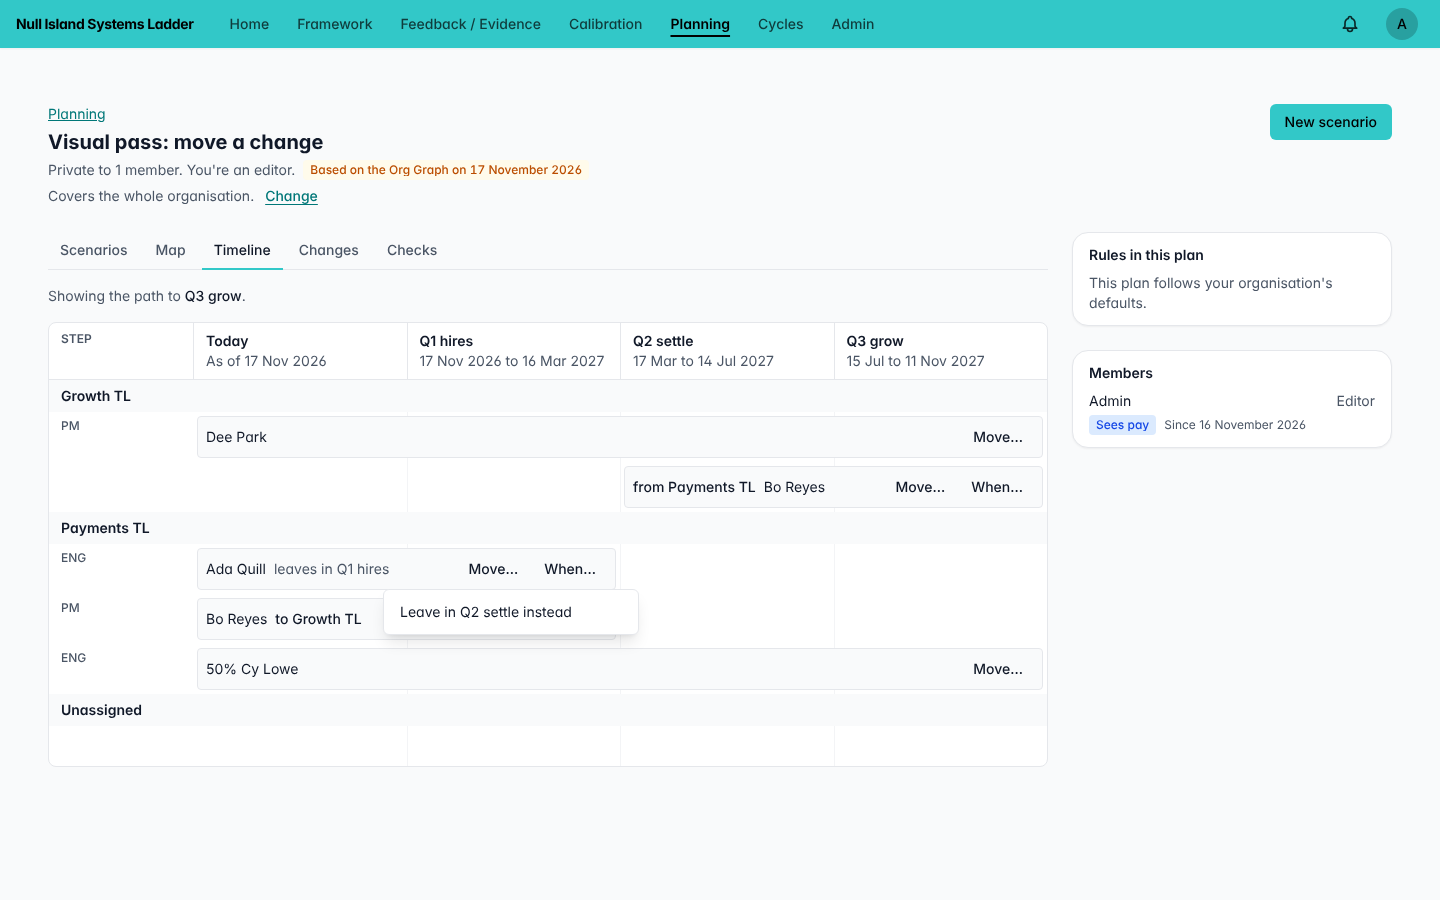 Null Island Systems Ladder Home Framework Feedback / Evidence Calibration Planning Cycles Admin A
Planning
New scenario
Visual pass: move a change
Private to 1 member. You're an editor. Based on the Org Graph on 17 November 2026
Covers the whole organisation. Change
Scenarios Map Timeline Changes Checks
Showing the path to Q3 grow.
STEP Today Q1 hires Q2 settle Q3 grow
As of 17 Nov 2026 17 Nov 2026 to 16 Mar 2027 17 Mar to 14 Jul 2027 15 Jul to 11 Nov 2027
Growth TL
PM Dee Park Move...
from Payments TL Bo Reyes Move... When...
Payments TL
ENG Ada Quill leaves in Q1 hires Move... When...
Leave in Q2 settle instead
PM Bo Reyes to Growth TL
ENG 50% Cy Lowe Move...
Unassigned
Rules in this plan
This plan follows your organisation's
defaults.
Members
Admin Editor
Sees pay Since 16 November 2026